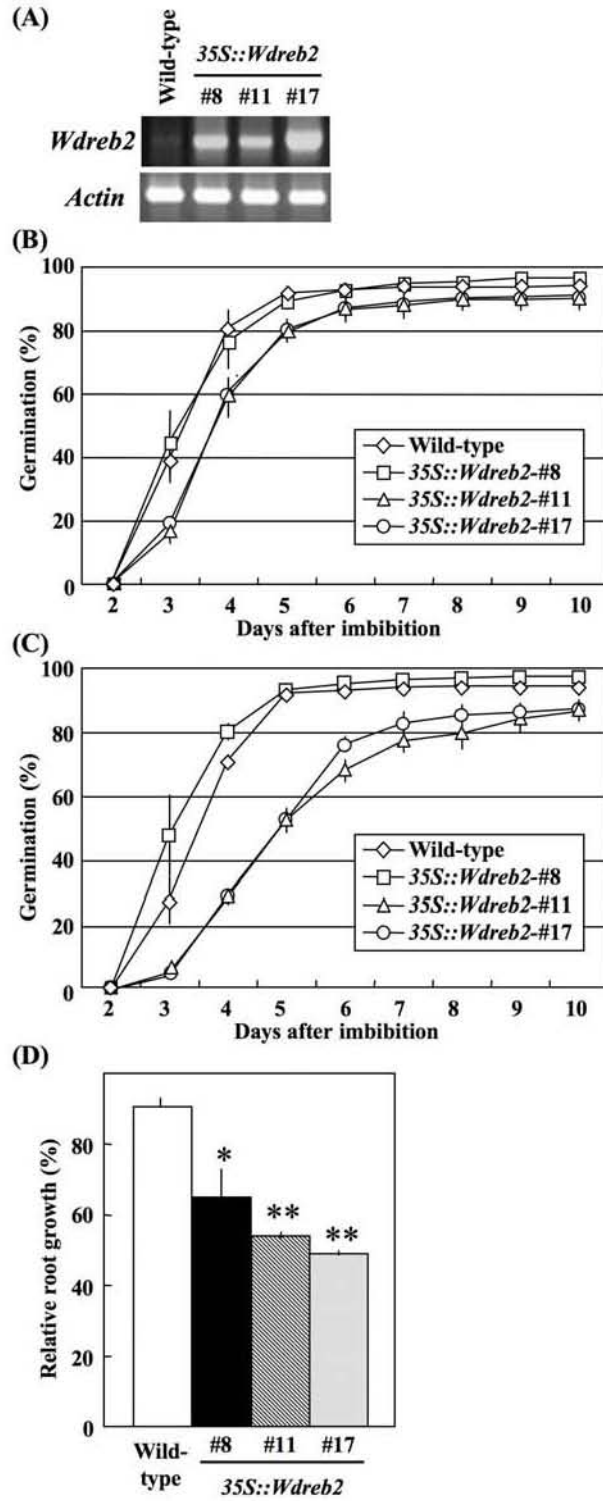 (A)
Wild-type
35S::Wdreb2
#8 #11 #17
Wdreb2
Actin
(B)
100
80
60
40
20
0
Germination (%)
Wild-type
35S::Wdreb2-#8
35S::Wdreb2-#11
35S::Wdreb2-#17
2 3 4 5 6 7 8 9 10
Days after imbibition
(C)
100
80
60
40
20
0
Germination (%)
Wild-type
35S::Wdreb2-#8
35S::Wdreb2-#11
35S::Wdreb2-#17
2 3 4 5 6 7 8 9 10
Days after imbibition
(D)
80
60
40
20
0
Relative root growth (%)
* ** **
Wild-
type
#8 #11 #17
35S::Wdreb2